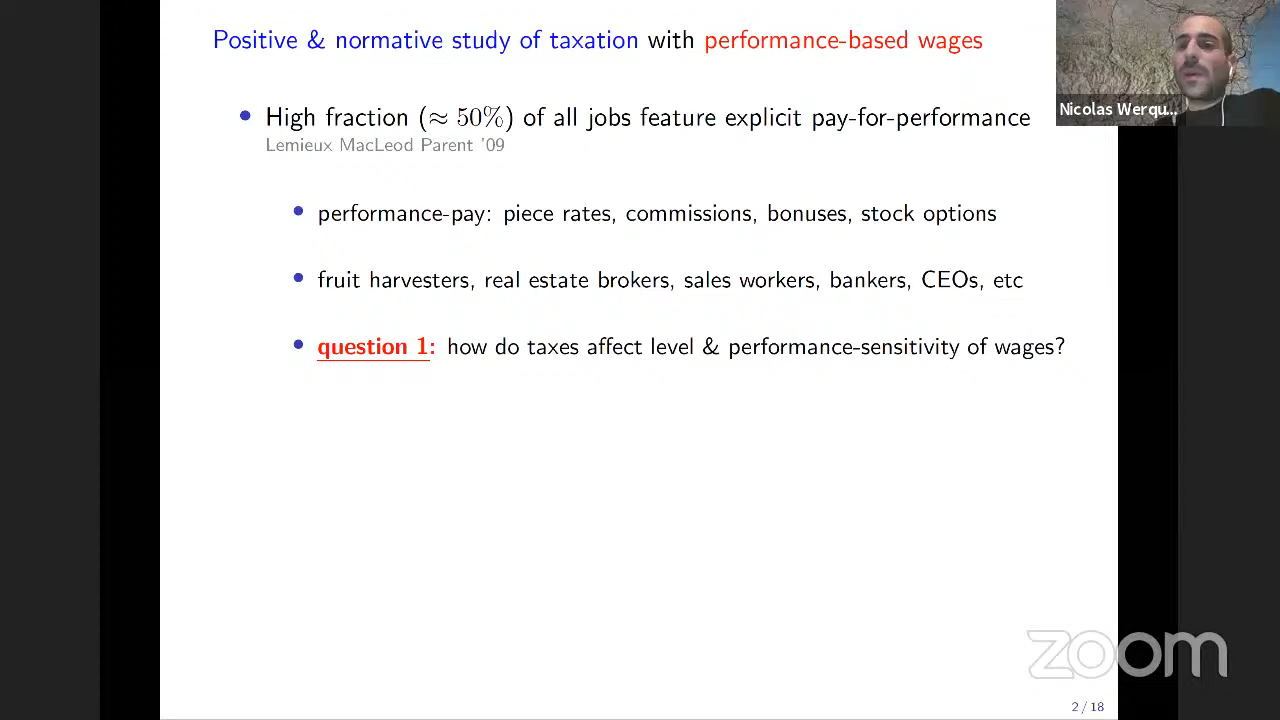 Positive & normative study of taxation with performance-based wages
Nicolas Werqu...
• High fraction (≈ 50%) of all jobs feature explicit pay-for-performance
Lemieux MacLeod Parent '09
• performance-pay: piece rates, commissions, bonuses, stock options
• fruit harvesters, real estate brokers, sales workers, bankers, CEOs, etc
• question 1: how do taxes affect level & performance-sensitivity of wages?
zoom
2 / 18